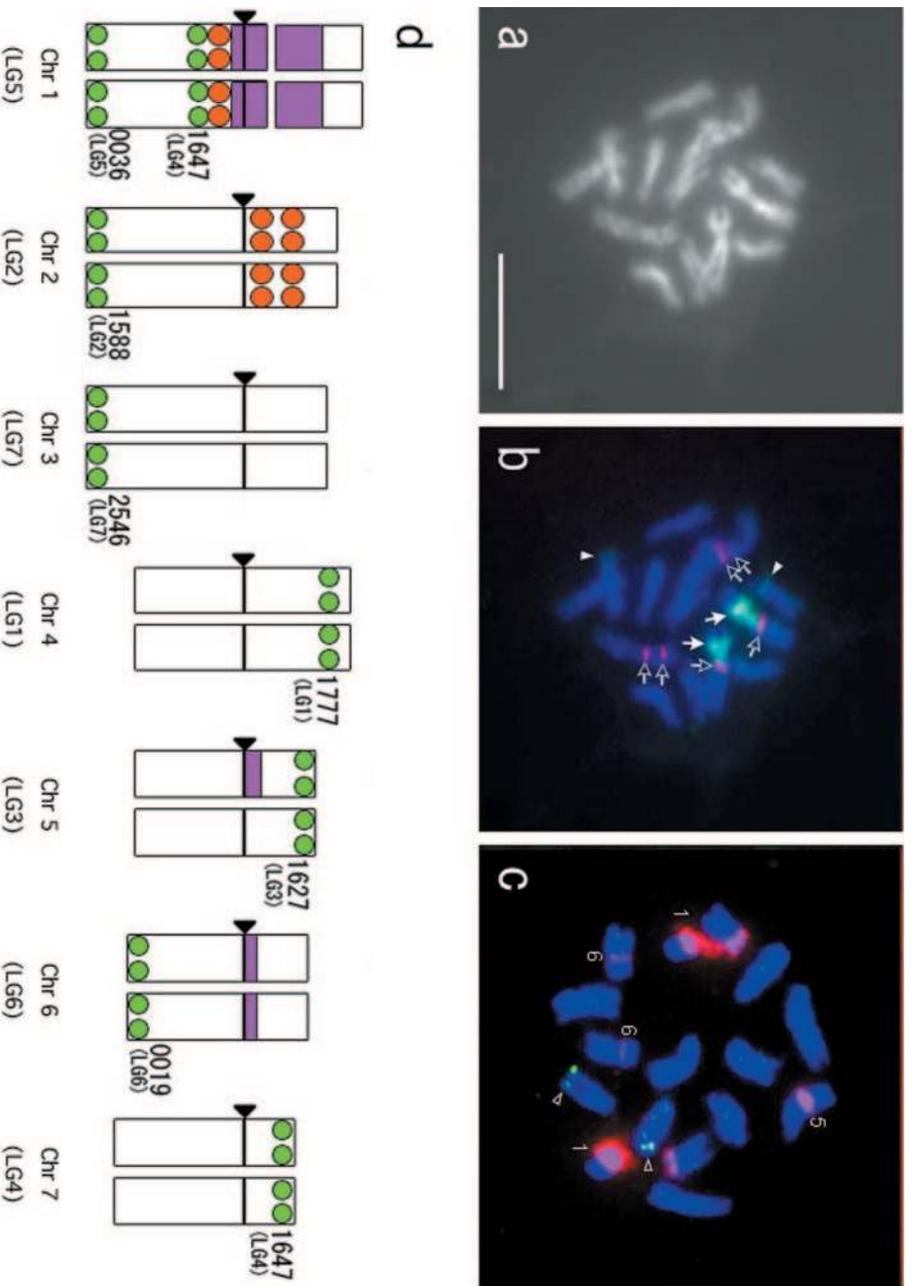 a
b
c
5
1
6
6
1
d
1647
(LG4)
0036
(LG5)
1588
(LG2)
2546
(LG7)
1777
(LG1)
1627
(LG3)
0019
(LG6)
1647
(LG4)
Chr 1
(LG5)
Chr 2
(LG2)
Chr 3
(LG7)
Chr 4
(LG1)
Chr 5
(LG3)
Chr 6
(LG6)
Chr 7
(LG4)